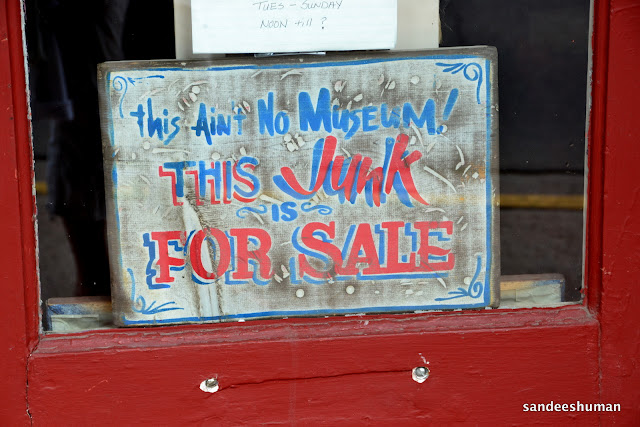 TUES - SUNDAY
NOON till ?
this Ain't No Museum!
THIS Junk
IS
FOR SALE
sandeeshuman